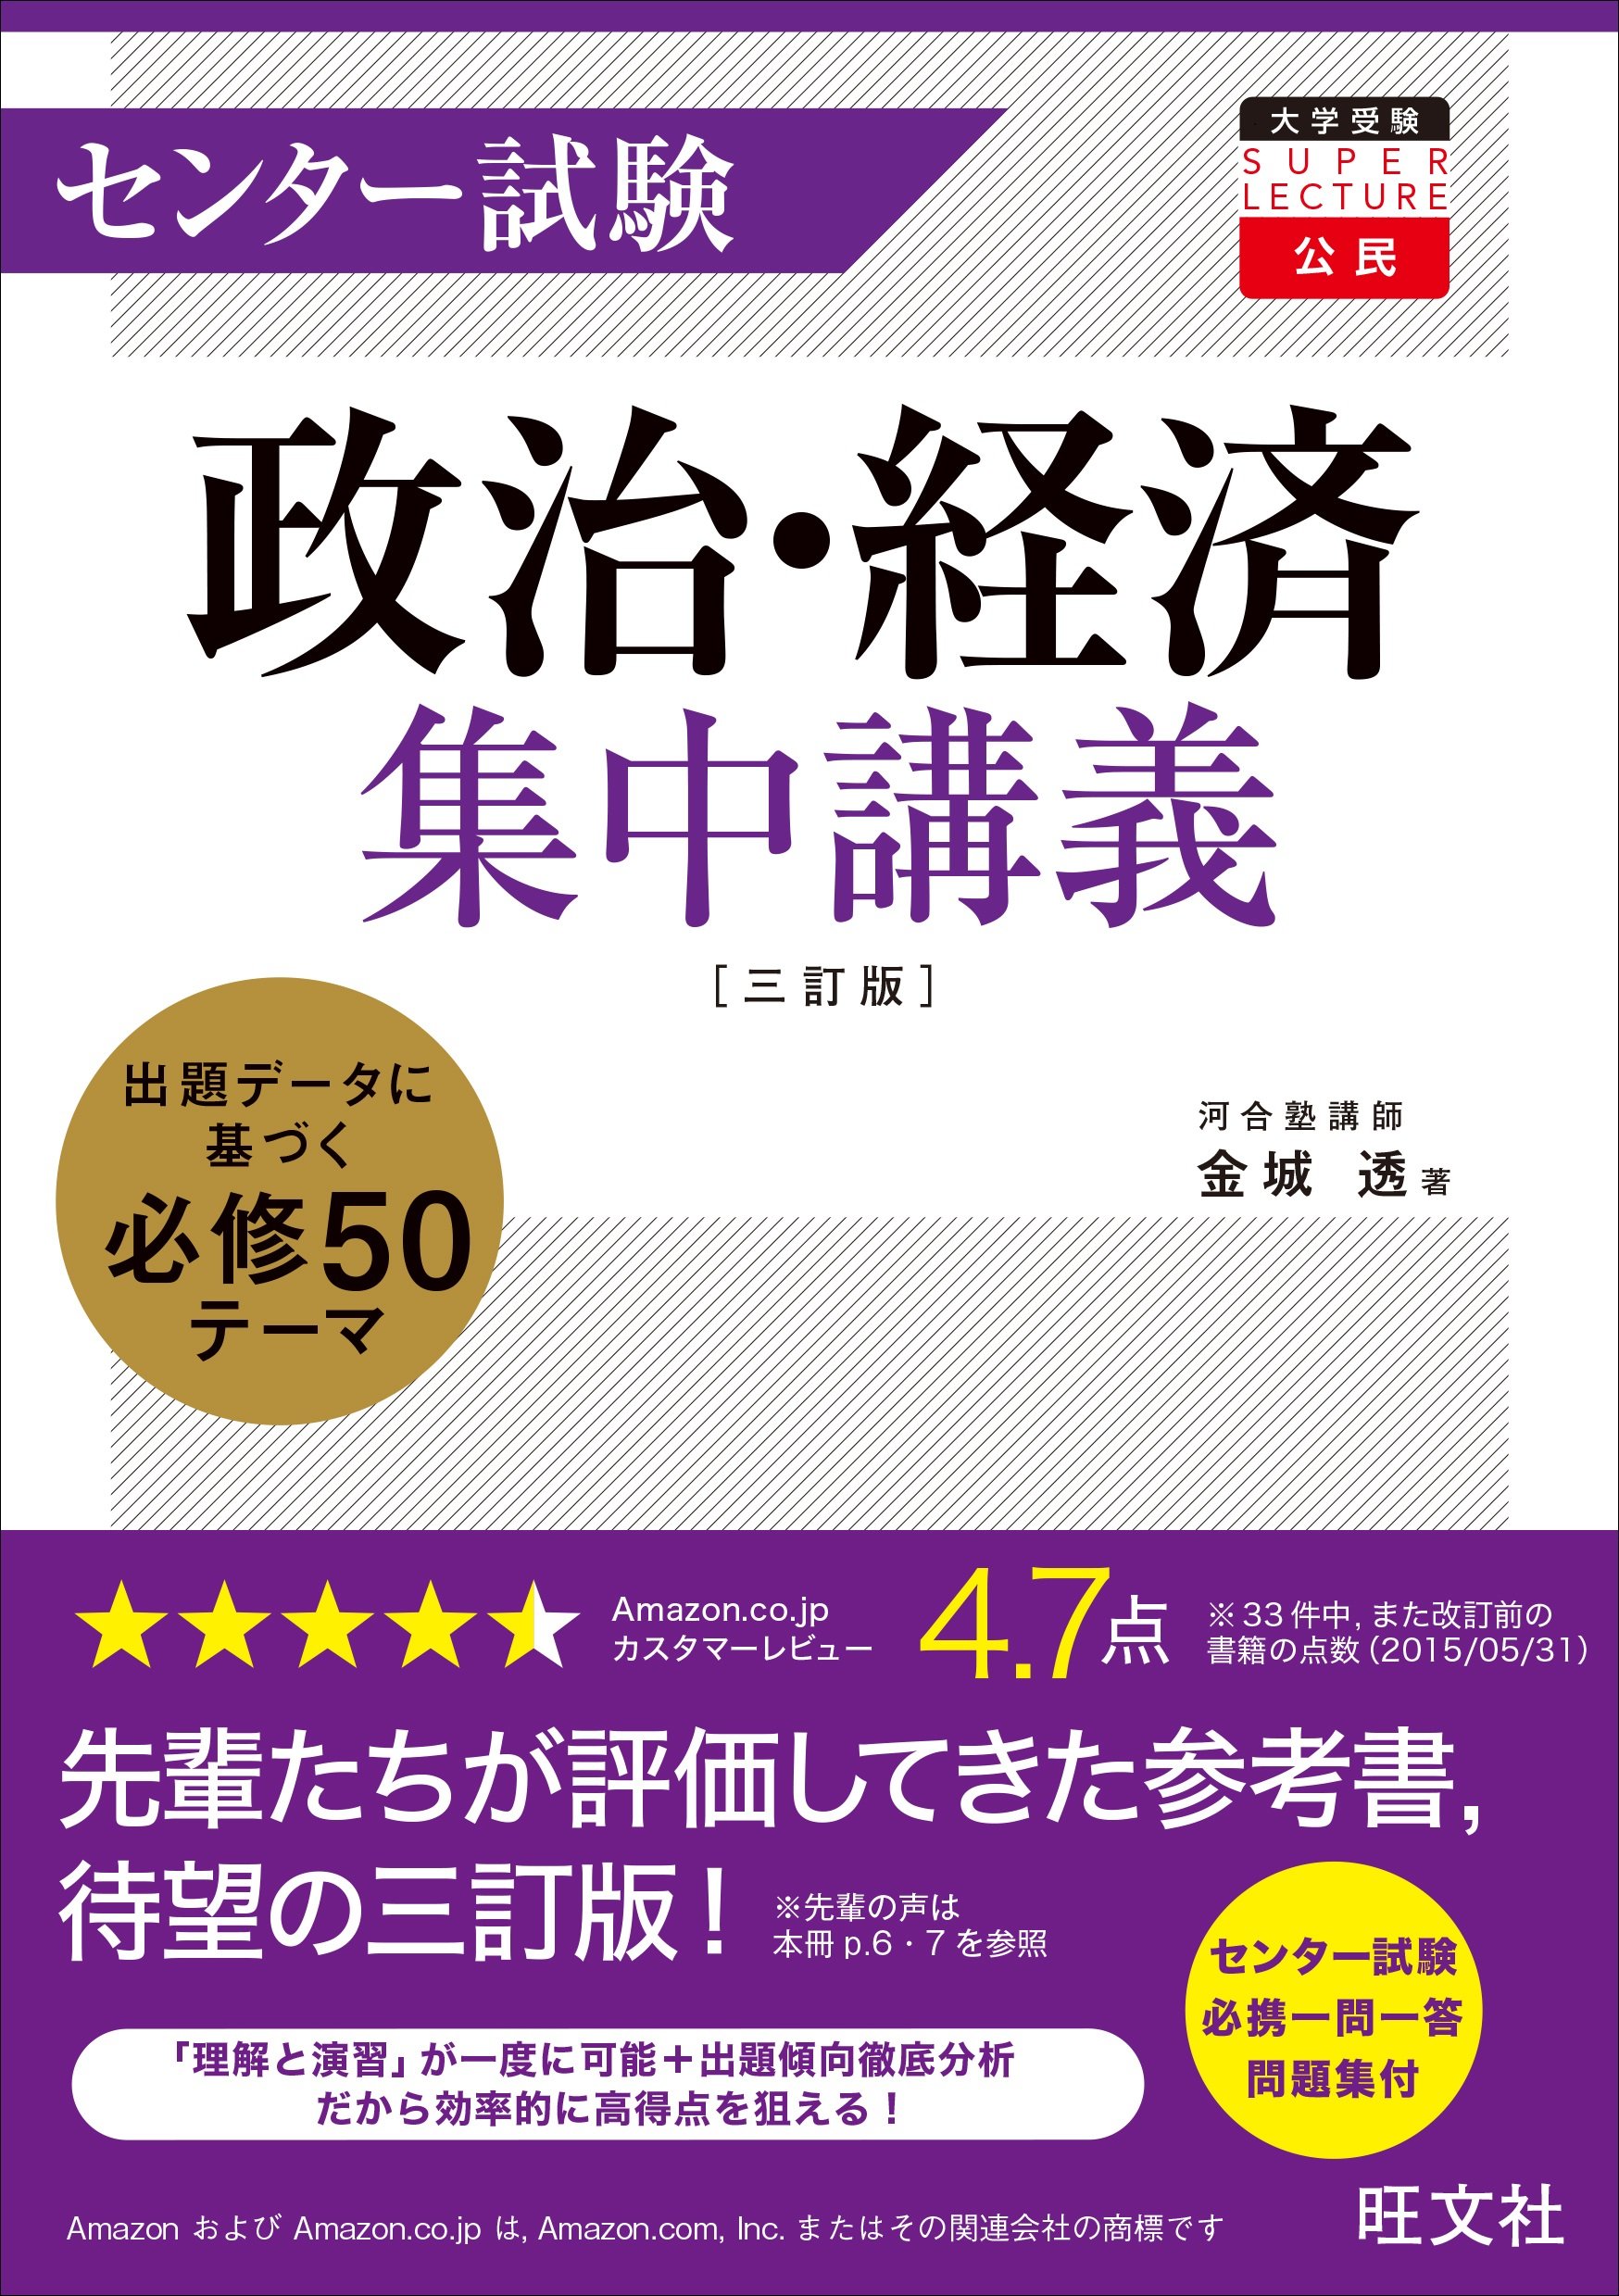 センター試験
大学受験
SUPER
LECTURE
公民
政治・経済
集中講義
［三訂版］
出題データに
基づく
必修50
テーマ
河合塾講師
金城 透 著
Amazon.co.jp
カスタマーレビュー
4.7点
※33件中, また改訂前の
書籍の点数 (2015/05/31)
先輩たちが評価してきた参考書,
待望の三訂版！
※先輩の声は
本冊 p.6・7 を参照
「理解と演習」が一度に可能＋出題傾向徹底分析
だから効率的に高得点を狙える！
センター試験
必携一問一答
問題集付
Amazon および Amazon.co.jp は, Amazon.com, Inc. またはその関連会社の商標です
旺文社